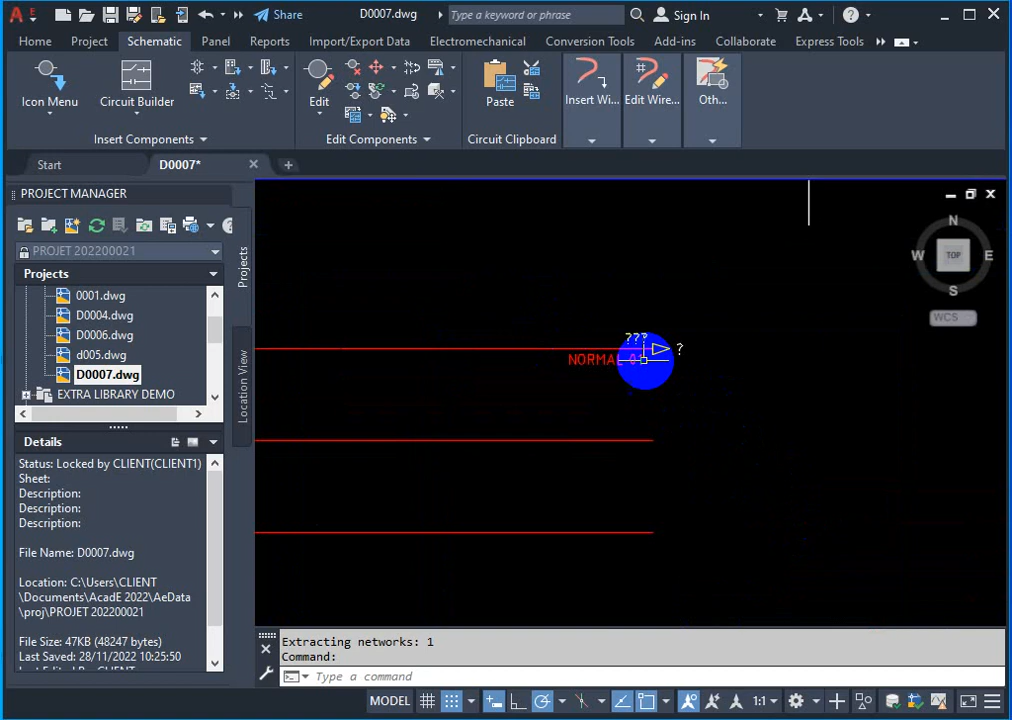 Share
D0007.dwg
Type a keyword or phrase
Sign In
Home
Project
Schematic
Panel
Reports
Import/Export Data
Electromechanical
Conversion Tools
Add-ins
Collaborate
Express Tools
Icon Menu
Circuit Builder
Edit
Paste
Insert Wi...
Edit Wire...
Oth...
Insert Components
Edit Components
Circuit Clipboard
Start
D0007*
PROJECT MANAGER
PROJET 202200021
Projects
0001.dwg
D0004.dwg
D0006.dwg
d005.dwg
D0007.dwg
EXTRA LIBRARY DEMO
Projects
Location View
Details
Status: Locked by CLIENT(CLIENT1)
Sheet:
Description:
Description:
Description:
File Name: D0007.dwg
Location: C:\Users\CLIENT
\Documents\AcadE 2022\AeData
\proj\PROJET 202200021
File Size: 47KB (48247 bytes)
Last Saved: 28/11/2022 10:25:50
N
W
TOP
E
S
WCS
???
?
NORMAL
Extracting networks: 1
Command:
Type a command
MODEL
1:1